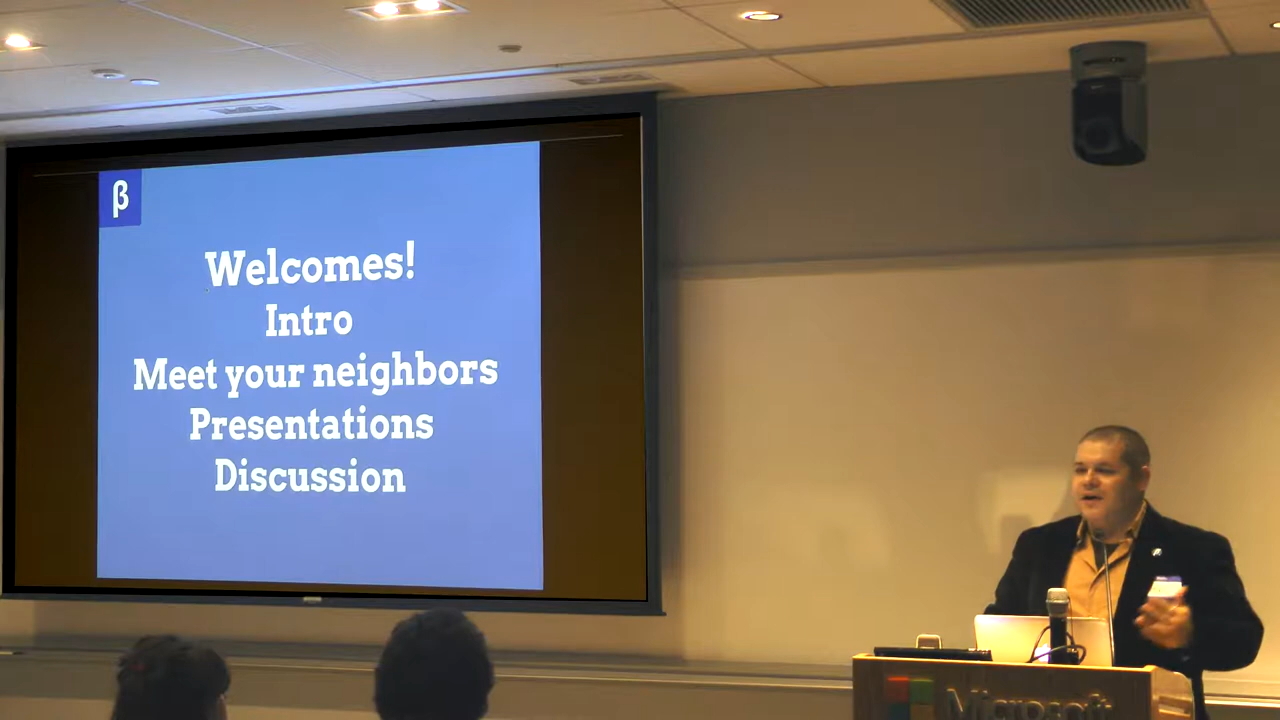 β
Welcomes!
Intro
Meet your neighbors
Presentations
Discussion
Microsoft